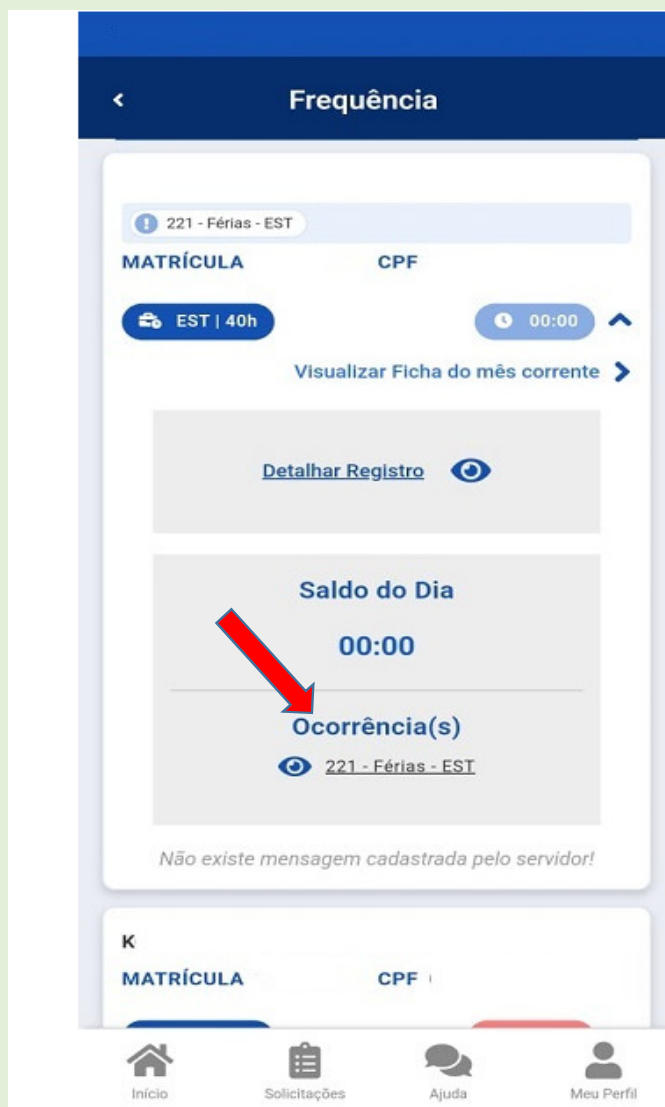 Frequência
221 - Férias - EST
MATRÍCULA CPF
EST | 40h 00:00
Visualizar Ficha do mês corrente
Detalhar Registro
Saldo do Dia
00:00
Ocorrência(s)
221 - Férias - EST
Não existe mensagem cadastrada pelo servidor!
K
MATRÍCULA CPF
Início Solicitações Ajuda Meu Perfil